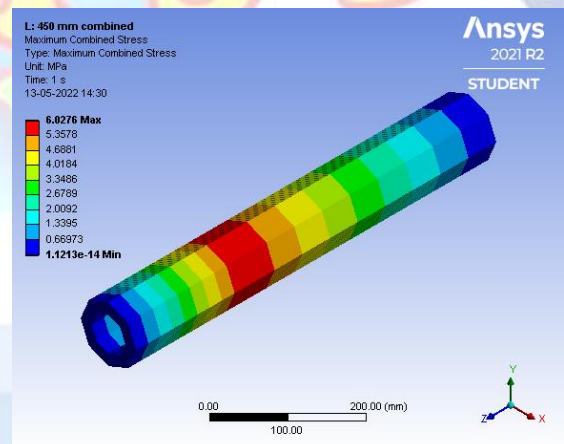 L: 450 mm combined
Maximum Combined Stress
Type: Maximum Combined Stress
Unit: MPa
Time: 1 s
13-05-2022 14:30
6.0276 Max
5.3578
4.6881
4.0184
3.3486
2.6789
2.0092
1.3395
0.66973
1.1213e-14 Min
Ansys
2021 R2
STUDENT
0.00
200.00 (mm)
100.00
Y
Z
X